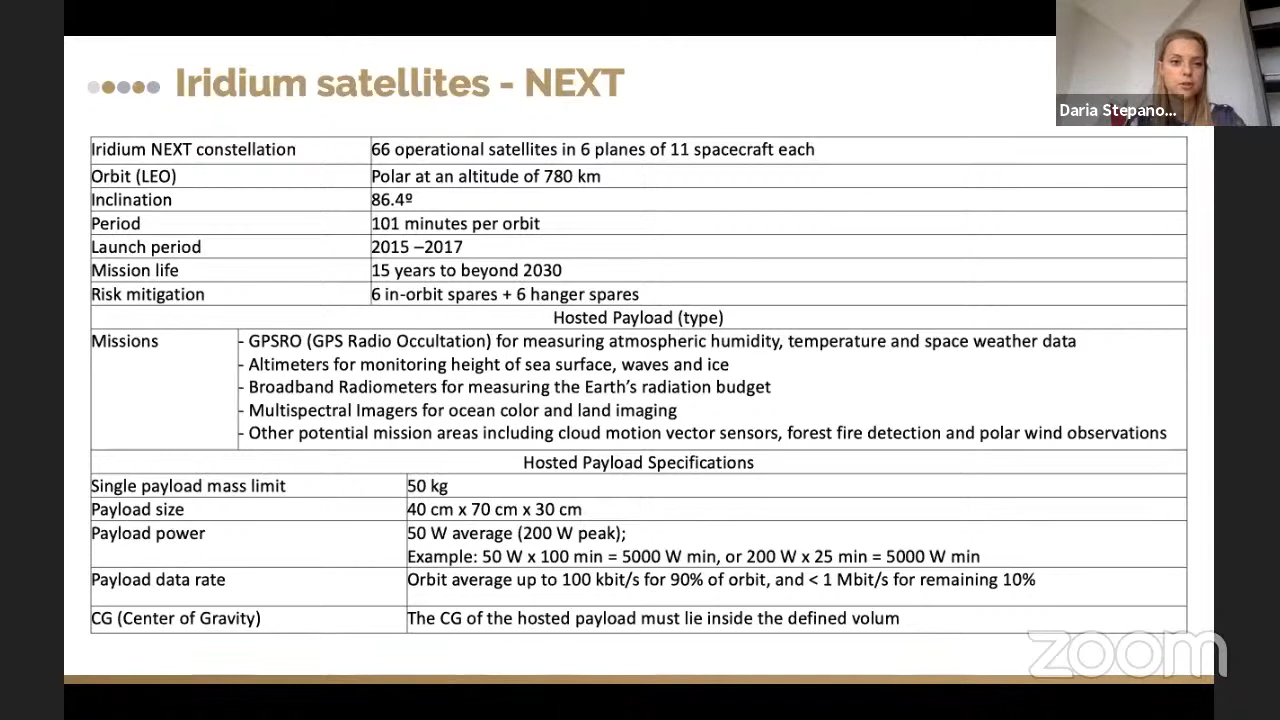 Iridium satellites - NEXT
Daria Stepano...
Iridium NEXT constellation 66 operational satellites in 6 planes of 11 spacecraft each
Orbit (LEO) Polar at an altitude of 780 km
Inclination 86.4º
Period 101 minutes per orbit
Launch period 2015 –2017
Mission life 15 years to beyond 2030
Risk mitigation 6 in-orbit spares + 6 hanger spares
Hosted Payload (type)
Missions - GPSRO (GPS Radio Occultation) for measuring atmospheric humidity, temperature and space weather data
- Altimeters for monitoring height of sea surface, waves and ice
- Broadband Radiometers for measuring the Earth’s radiation budget
- Multispectral Imagers for ocean color and land imaging
- Other potential mission areas including cloud motion vector sensors, forest fire detection and polar wind observations
Hosted Payload Specifications
Single payload mass limit 50 kg
Payload size 40 cm x 70 cm x 30 cm
Payload power 50 W average (200 W peak);
Example: 50 W x 100 min = 5000 W min, or 200 W x 25 min = 5000 W min
Payload data rate Orbit average up to 100 kbit/s for 90% of orbit, and < 1 Mbit/s for remaining 10%
CG (Center of Gravity) The CG of the hosted payload must lie inside the defined volum
zoom